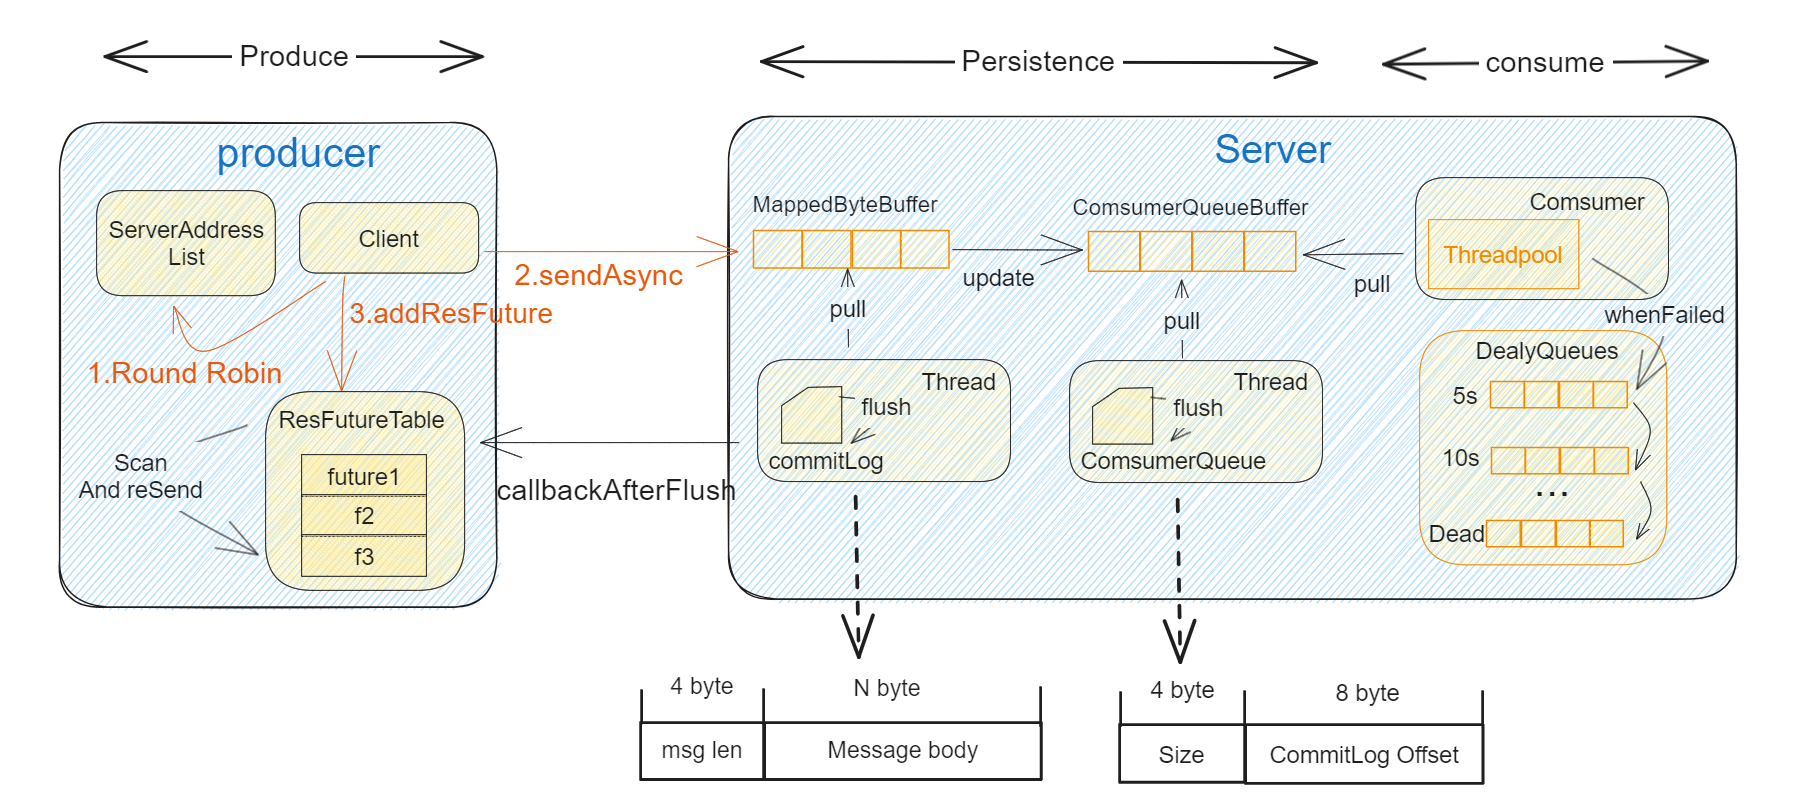 Produce
Persistence
consume
producer
ServerAddress
List
Client
1.Round Robin
2.sendAsync
3.addResFuture
ResFutureTable
future1
f2
f3
Scan
And reSend
callbackAfterFlush
Server
MappedByteBuffer
update
ComsumerQueueBuffer
pull
pull
pull
Comsumer
Threadpool
whenFailed
Thread
flush
commitLog
Thread
flush
ComsumerQueue
DealyQueues
5s
10s
...
Dead
4 byte
N byte
msg len
Message body
4 byte
8 byte
Size
CommitLog Offset